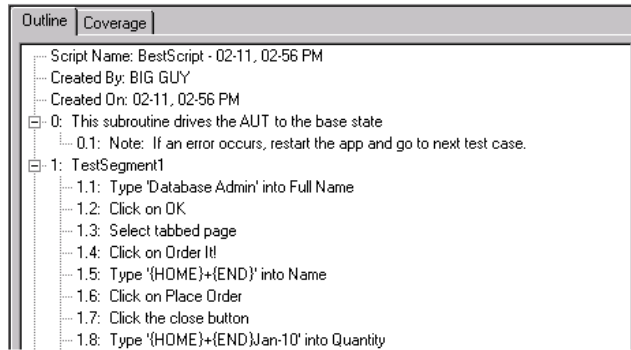 Outline Coverage
Script Name: BestScript - 02-11, 02-56 PM
Created By: BIG GUY
Created On: 02-11, 02-56 PM
0: This subroutine drives the AUT to the base state
0.1: Note: If an error occurs, restart the app and go to next test case.
1: TestSegment1
1.1: Type 'Database Admin' into Full Name
1.2: Click on OK
1.3: Select tabbed page
1.4: Click on Order It!
1.5: Type '{HOME}+{END}' into Name
1.6: Click on Place Order
1.7: Click the close button
1.8: Type '{HOME}+{END}Jan-10' into Quantity